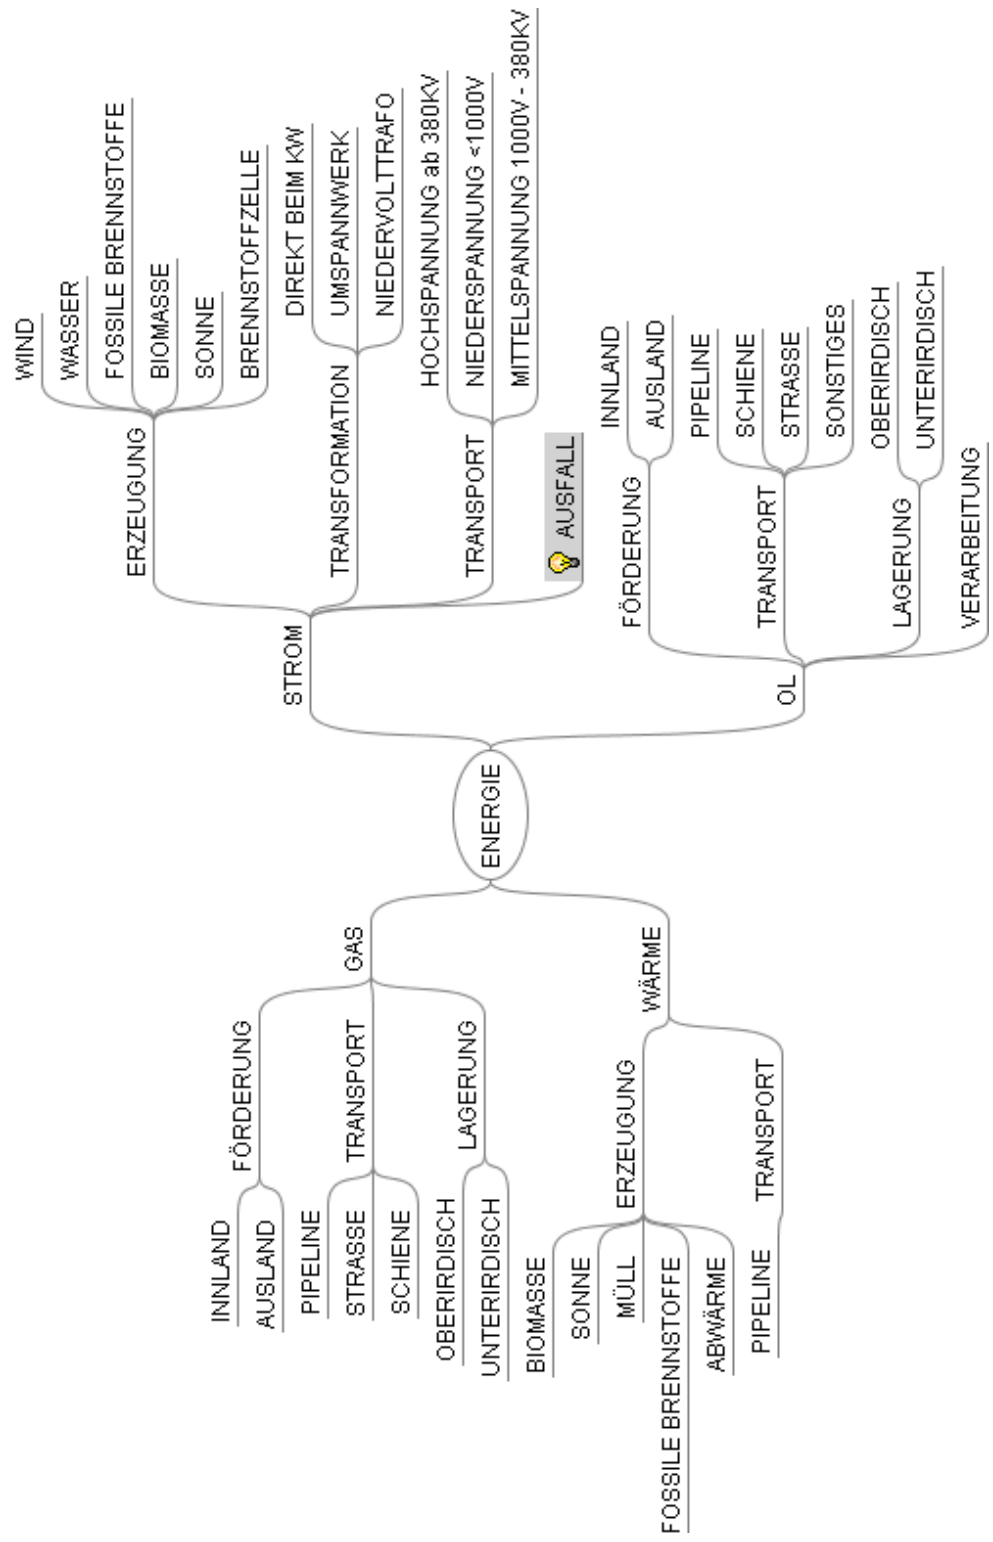 ENERGIE
STROM
ERZEUGUNG
WIND
WASSER
FOSSILE BRENNSTOFFE
BIOMASSE
SONNE
BRENNSTOFFZELLE
TRANSFORMATION
DIREKT BEIM KW
UMSPANNWERK
NIEDERVOLTTRAFO
TRANSPORT
HOCHSPANNUNG ab 380KV
NIEDERSPANNUNG <1000V
MITTELSPANNUNG 1000V - 380KV
AUSFALL
ÖL
FÖRDERUNG
INNLAND
AUSLAND
TRANSPORT
PIPELINE
SCHIENE
STRASSE
SONSTIGES
LAGERUNG
OBERIRDISCH
UNTERIRDISCH
VERARBEITUNG
GAS
FÖRDERUNG
INNLAND
AUSLAND
TRANSPORT
PIPELINE
STRASSE
SCHIENE
LAGERUNG
OBERIRDISCH
UNTERIRDISCH
WÄRME
ERZEUGUNG
BIOMASSE
SONNE
MÜLL
FOSSILE BRENNSTOFFE
ABWÄRME
TRANSPORT
PIPELINE